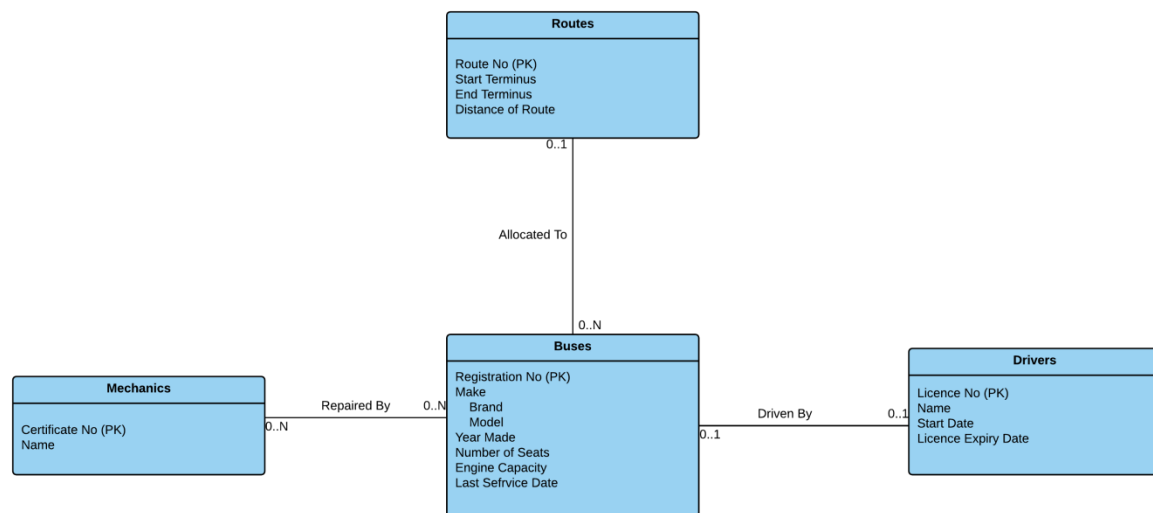 Routes
Route No (PK)
Start Terminus
End Terminus
Distance of Route
0..1
Allocated To
0..N
Buses
Registration No (PK)
Make
Brand
Model
Year Made
Number of Seats
Engine Capacity
Last Sefrvice Date
Mechanics
Certificate No (PK)
Name
Repaired By
0..N
0..N
Drivers
Licence No (PK)
Name
Start Date
Licence Expiry Date
Driven By
0..1
0..1